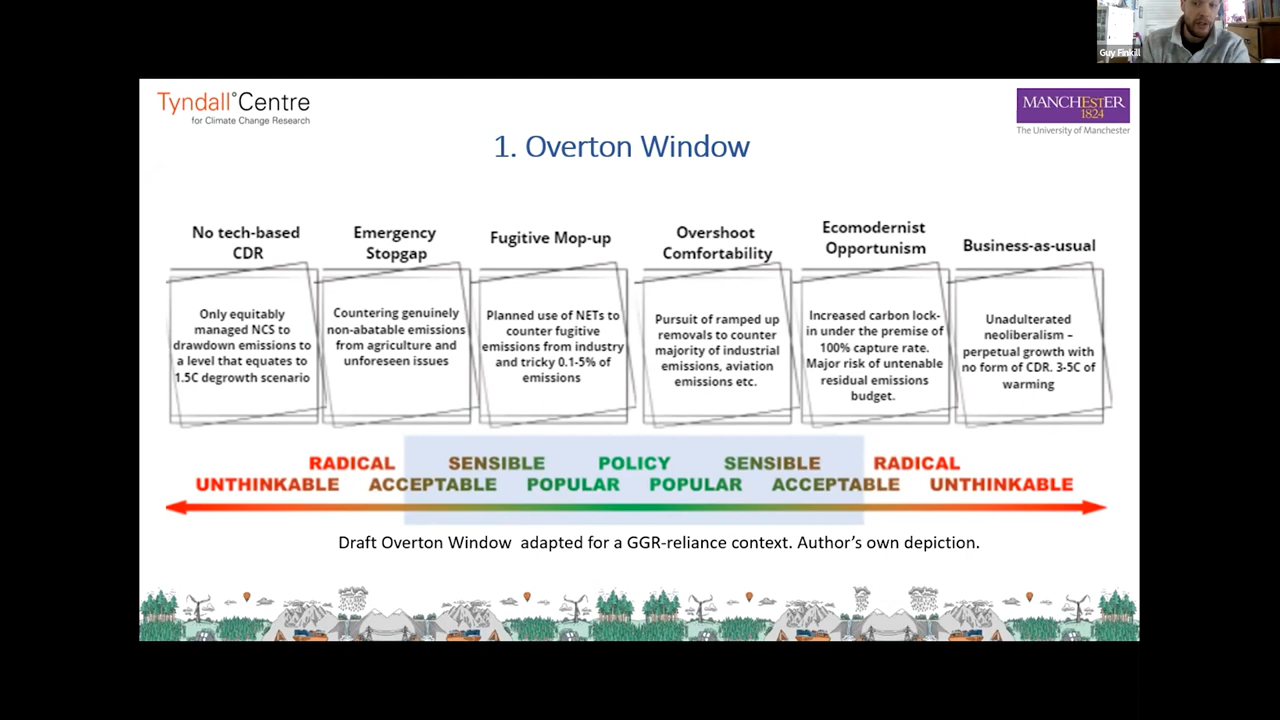 Guy Finkill
Tyndall°Centre
for Climate Change Research
MANCHESTER
1824
The University of Manchester
1. Overton Window
No tech-based
CDR
Only equitably
managed NCS to
drawdown emissions to
a level that equates to
1.5C degrowth scenario
Emergency
Stopgap
Countering genuinely
non-abatable emissions
from agriculture and
unforeseen issues
Fugitive Mop-up
Planned use of NETs to
counter fugitive
emissions from industry
and tricky 0.1-5% of
emissions
Overshoot
Comfortability
Pursuit of ramped up
removals to counter
majority of industrial
emissions, aviation
emissions etc.
Ecomodernist
Opportunism
Increased carbon lock-
in under the premise of
100% capture rate.
Major risk of untenable
residual emissions
budget.
Business-as-usual
Unadulterated
neoliberalism –
perpetual growth with
no form of CDR. 3-5C of
warming
RADICAL SENSIBLE POLICY SENSIBLE RADICAL
UNTHINKABLE ACCEPTABLE POPULAR POPULAR ACCEPTABLE UNTHINKABLE
Draft Overton Window adapted for a GGR-reliance context. Author's own depiction.